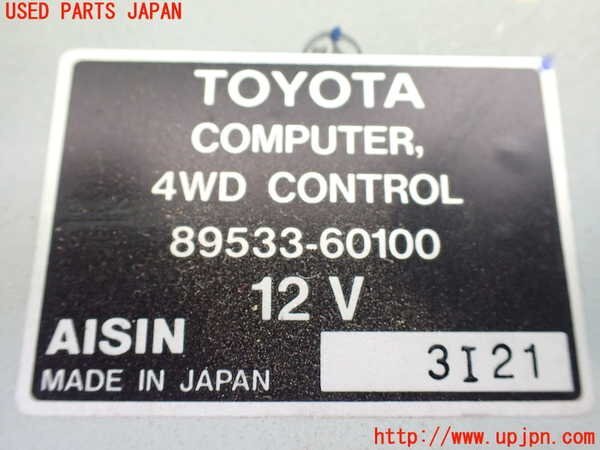 USED PARTS JAPAN
TOYOTA
COMPUTER,
4WD CONTROL
89533-60100
12 V
AISIN
MADE IN JAPAN
3I21
http://www.upjpn.com/